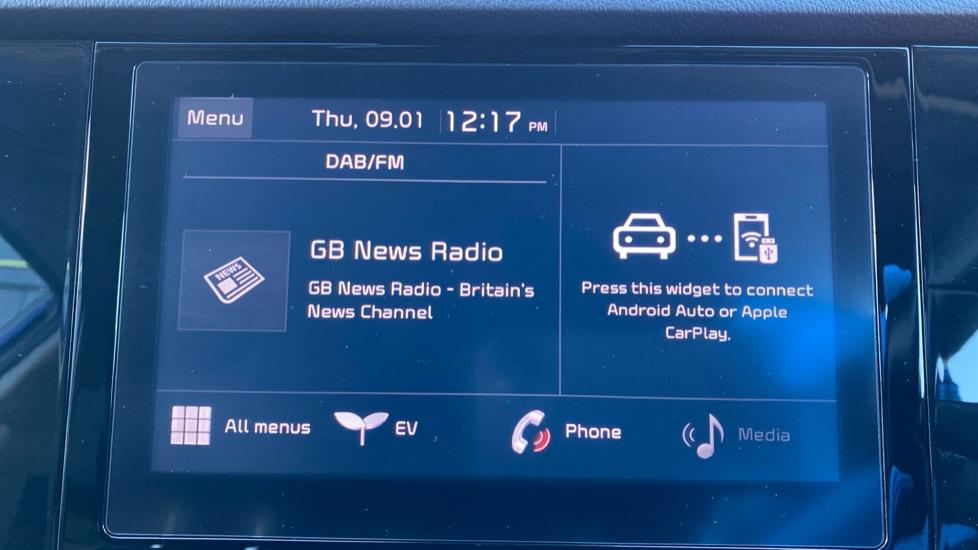 Menu
Thu, 09.01 12:17 PM
DAB/FM
NEWS
GB News Radio
GB News Radio - Britain's
News Channel
Press this widget to connect
Android Auto or Apple
CarPlay.
All menus
EV
Phone
Media